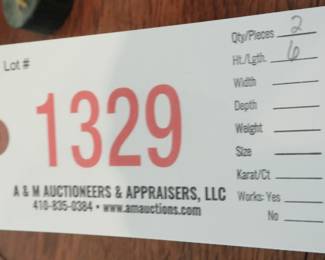 Lot #
1329
A & M AUCTIONEERS & APPRAISERS, LLC
410-835-0384 • www.amauctions.com
Qty/Pieces 2
Ht./Lgth. 6
Width
Depth
Weight
Size
Karat/Ct
Works: Yes
No